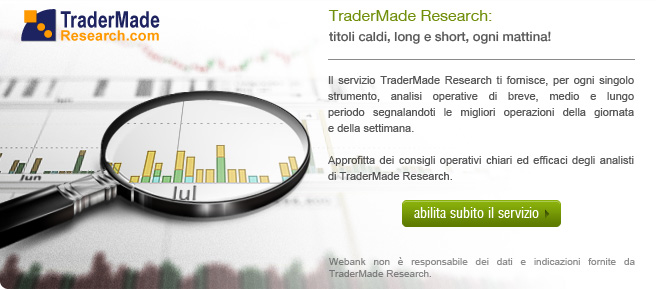 TraderMade
Research.com
TraderMade Research:
titoli caldi, long e short, ogni mattina!
Il servizio TraderMade Research ti fornisce, per ogni singolo
strumento, analisi operative di breve, medio e lungo
periodo segnalandoti le migliori operazioni della giornata
e della settimana.
Approfitta dei consigli operativi chiari ed efficaci degli analisti
di TraderMade Research.
abilita subito il servizio
Webank non è responsabile dei dati e indicazioni fornite da
TraderMade Research.
Jun
Jul